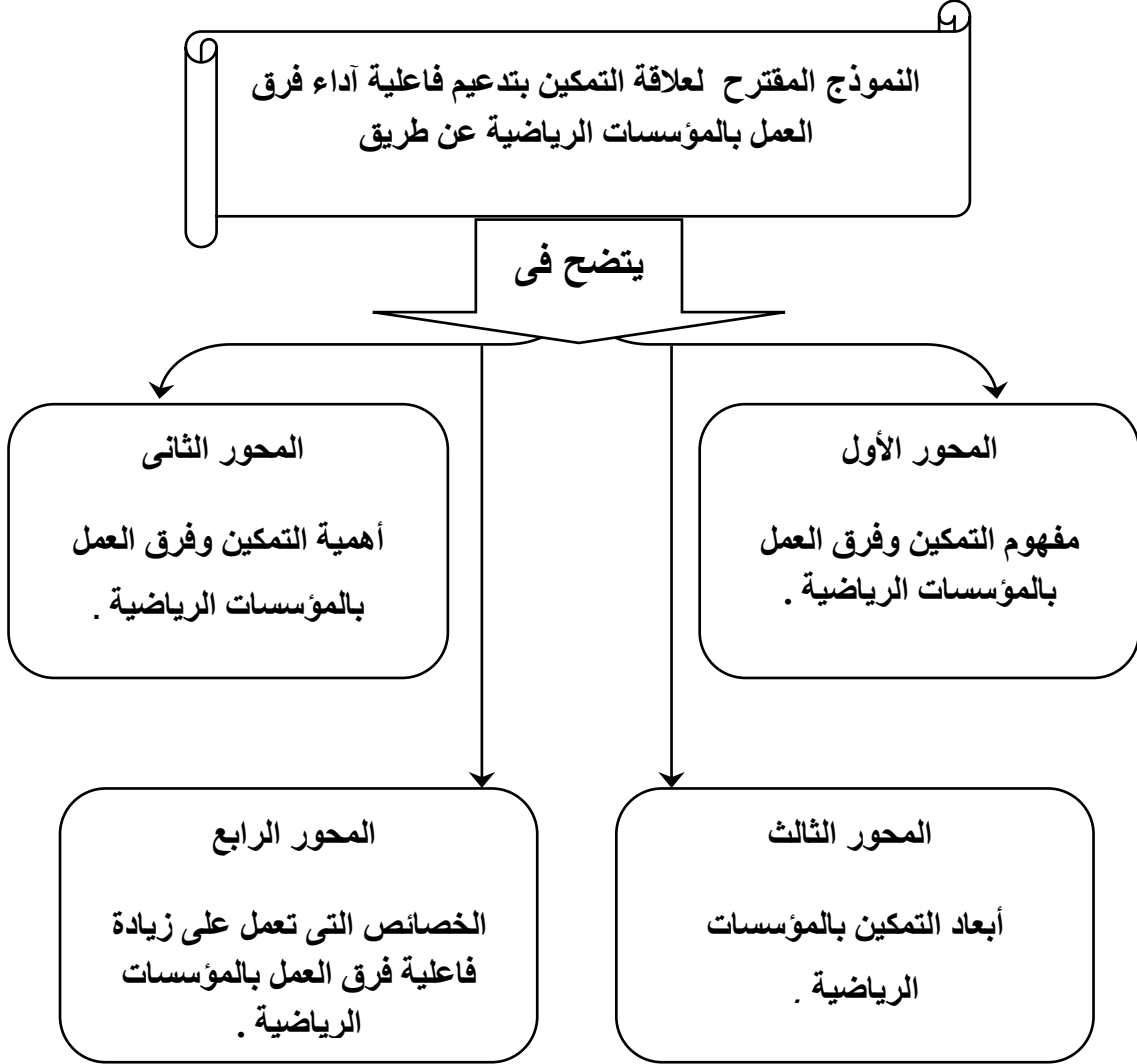 النموذج المقترح لعلاقة التمكين بتدعيم فاعلية آداء فرق
العمل بالمؤسسات الرياضية عن طريق
يتضح فى
المحور الأول
مفهوم التمكين وفرق العمل
بالمؤسسات الرياضية .
المحور الثانى
أهمية التمكين وفرق العمل
بالمؤسسات الرياضية .
المحور الثالث
أبعاد التمكين بالمؤسسات
الرياضية .
المحور الرابع
الخصائص التى تعمل على زيادة
فاعلية فرق العمل بالمؤسسات
الرياضية .